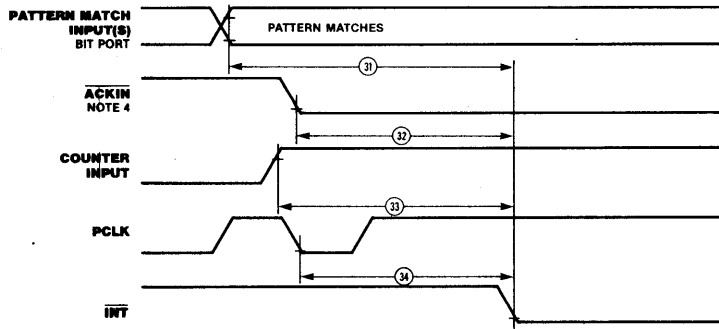 PATTERN MATCH
INPUT(S)
BIT PORT
PATTERN MATCHES
31
ACKIN
NOTE 4
32
COUNTER
INPUT
33
PCLK
34
INT